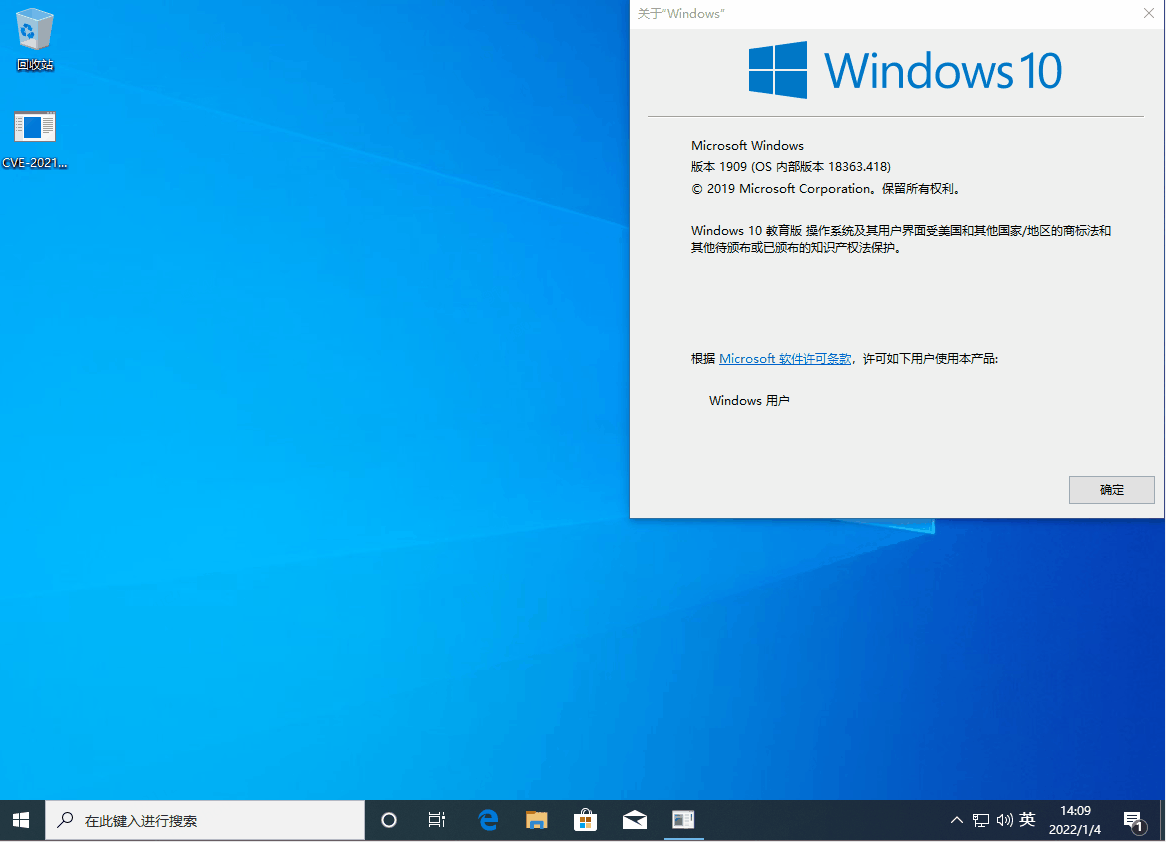 回收站
CVE-2021...
关于"Windows"
Windows 10
Microsoft Windows
版本 1909 (OS 内部版本 18363.418)
© 2019 Microsoft Corporation。保留所有权利。
Windows 10 教育版 操作系统及其用户界面受美国和其他国家/地区的商标法和
其他待颁布或已颁布的知识产权法保护。
根据 Microsoft 软件许可条款，许可如下用户使用本产品:
Windows 用户
确定
在此键入进行搜索
英
14:09
2022/1/4
1